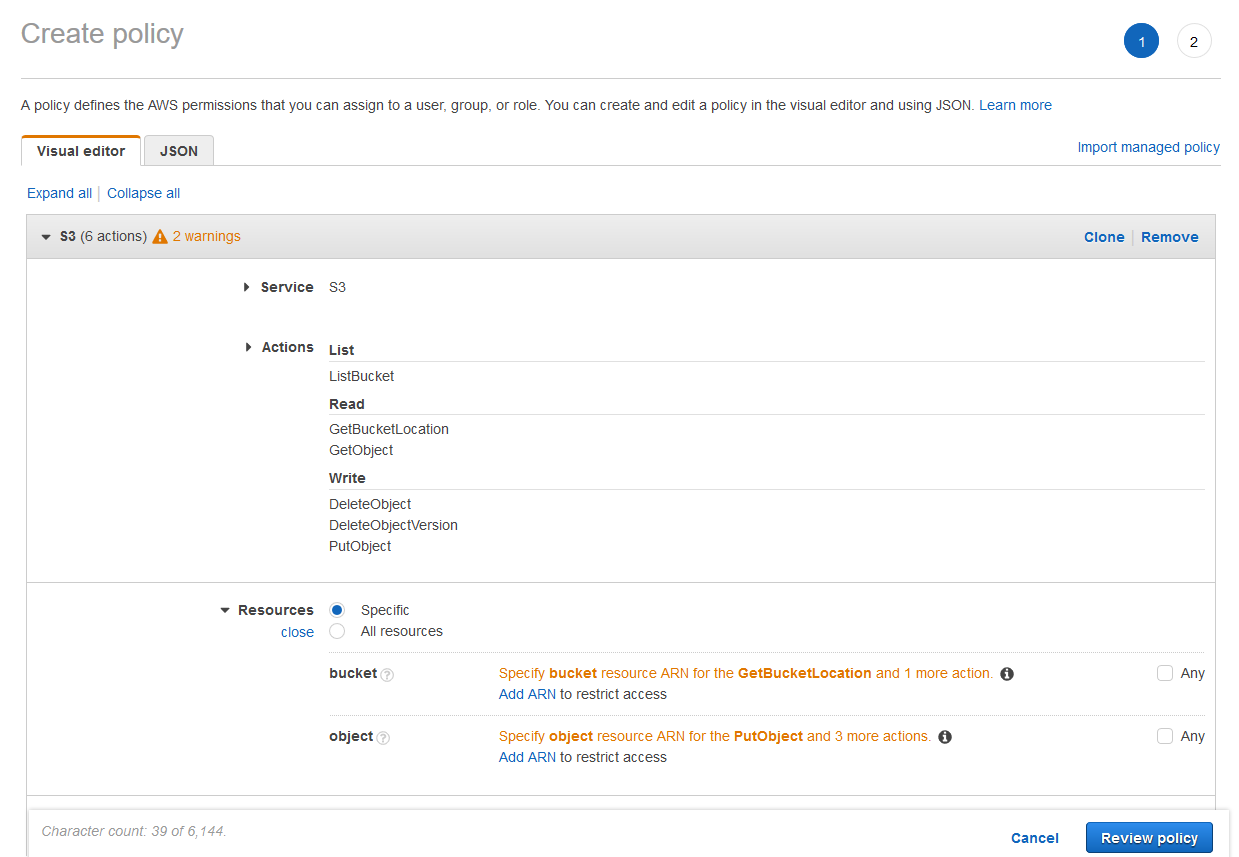 Create policy
1
2
A policy defines the AWS permissions that you can assign to a user, group, or role. You can create and edit a policy in the visual editor and using JSON. Learn more
Visual editor
JSON
Import managed policy
Expand all | Collapse all
S3 (6 actions) 2 warnings
Clone | Remove
Service S3
Actions List
ListBucket
Read
GetBucketLocation
GetObject
Write
DeleteObject
DeleteObjectVersion
PutObject
Resources Specific
close All resources
bucket ? Specify bucket resource ARN for the GetBucketLocation and 1 more action. Any
Add ARN to restrict access
object ? Specify object resource ARN for the PutObject and 3 more actions. Any
Add ARN to restrict access
Character count: 39 of 6,144.
Cancel
Review policy